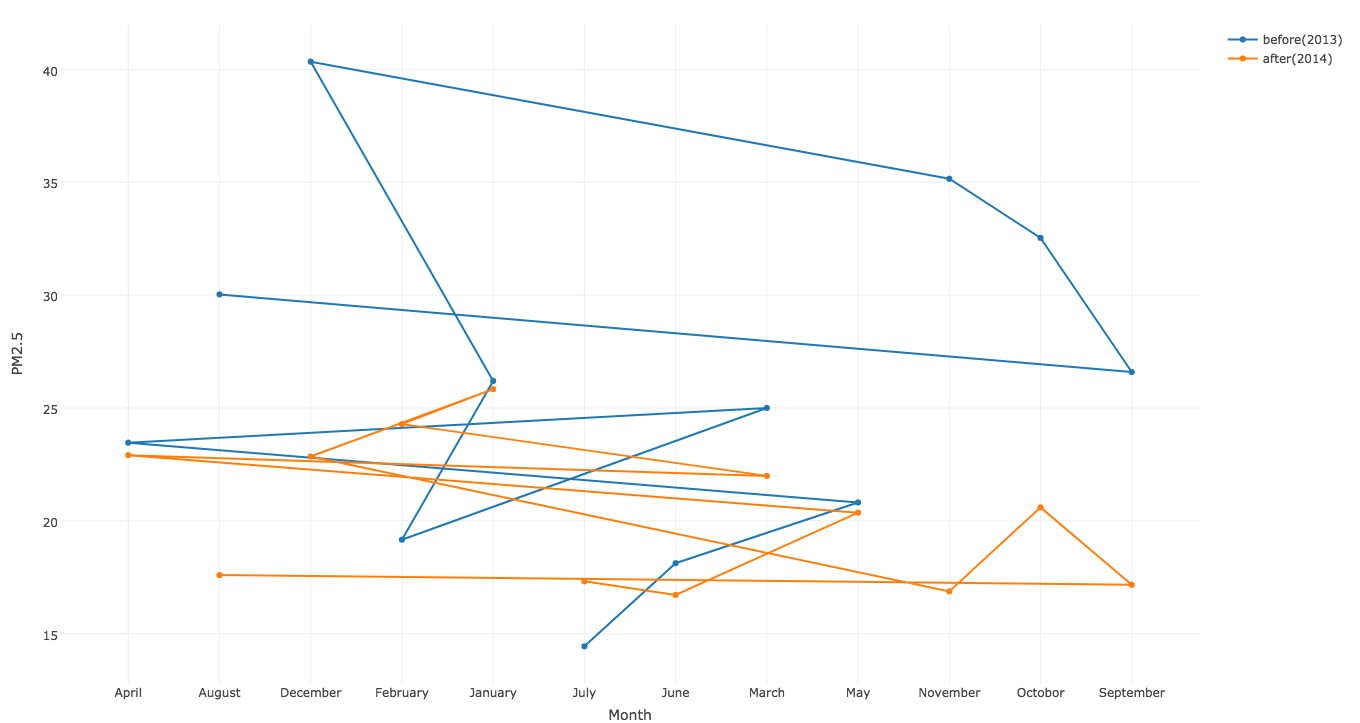 before(2013)
after(2014)
40
35
30
25
20
15
PM2.5
April August December February January July June March May November Octobor September
Month